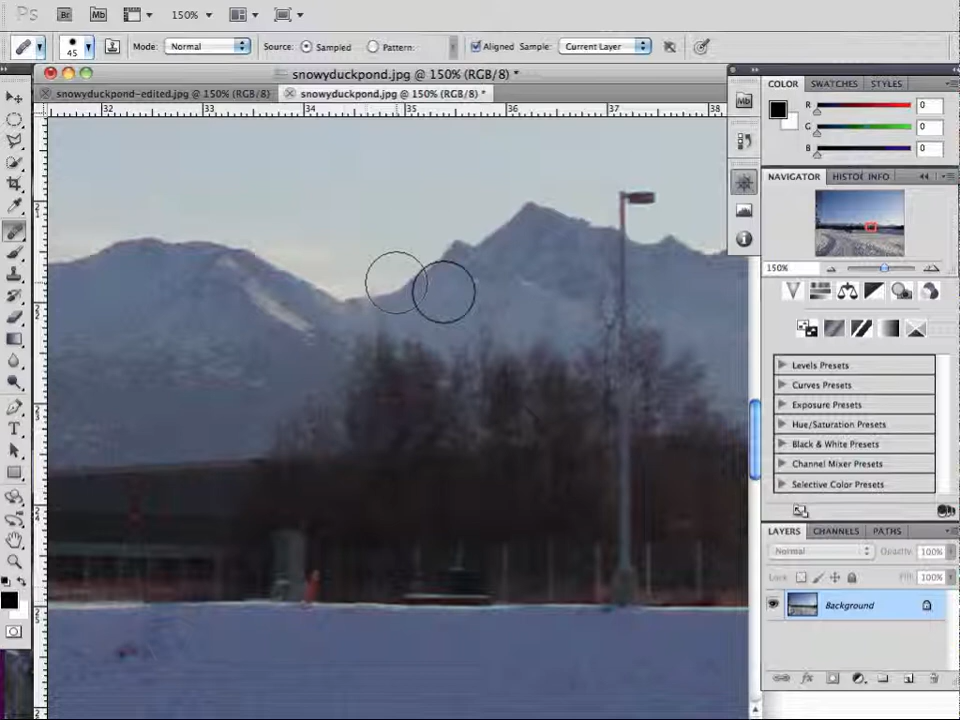 Ps Br Mb 150%
45 Mode: Normal Source: Sampled Pattern: Aligned Sample: Current Layer
snowyduckpond.jpg @ 150% (RGB/8) *
snowyduckpond-edited.jpg @ 150% (RGB/8) snowyduckpond.jpg @ 150% (RGB/8) *
32 33 34 35 36 37 38
COLOR SWATCHES STYLES
Mb
R 0
G 0
B 0
NAVIGATOR HISTOR INFO
150%
Levels Presets
Curves Presets
Exposure Presets
Hue/Saturation Presets
Black & White Presets
Channel Mixer Presets
Selective Color Presets
LAYERS CHANNELS PATHS
Normal Opacity: 100%
Lock: Fill: 100%
Background